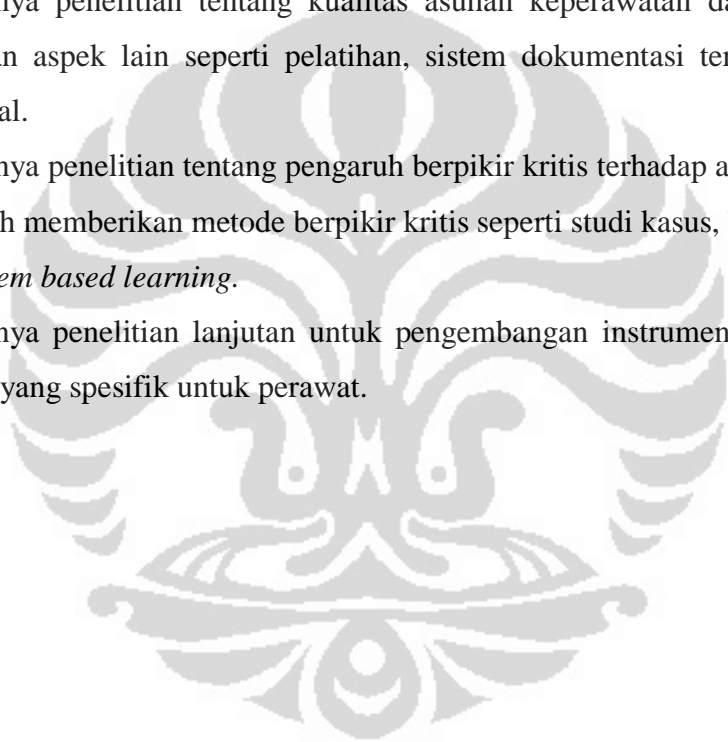 nya penelitian tentang kualitas asuhan keperawatan da
n aspek lain seperti pelatihan, sistem dokumentasi ter
al.
nya penelitian tentang pengaruh berpikir kritis terhadap a
h memberikan metode berpikir kritis seperti studi kasus,
em based learning.
nya penelitian lanjutan untuk pengembangan instrumen
yang spesifik untuk perawat.